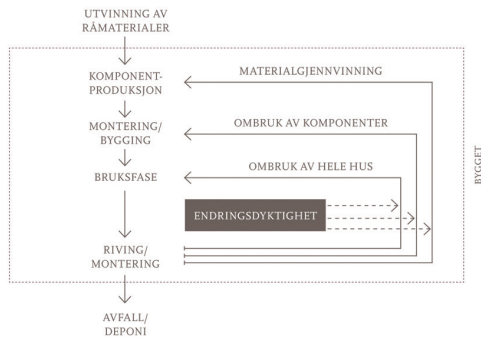 UTVINNING AV
RÅMATERIALER
KOMPONENT-
PRODUKSJON
MATERIALGJENNVINNING
MONTERING/
BYGGING
OMBRUK AV KOMPONENTER
BRUKSFASE
OMBRUK AV HELE HUS
BYGGET
ENDRINGSDYKTIGHET
RIVING/
MONTERING
AVFALL/
DEPONI